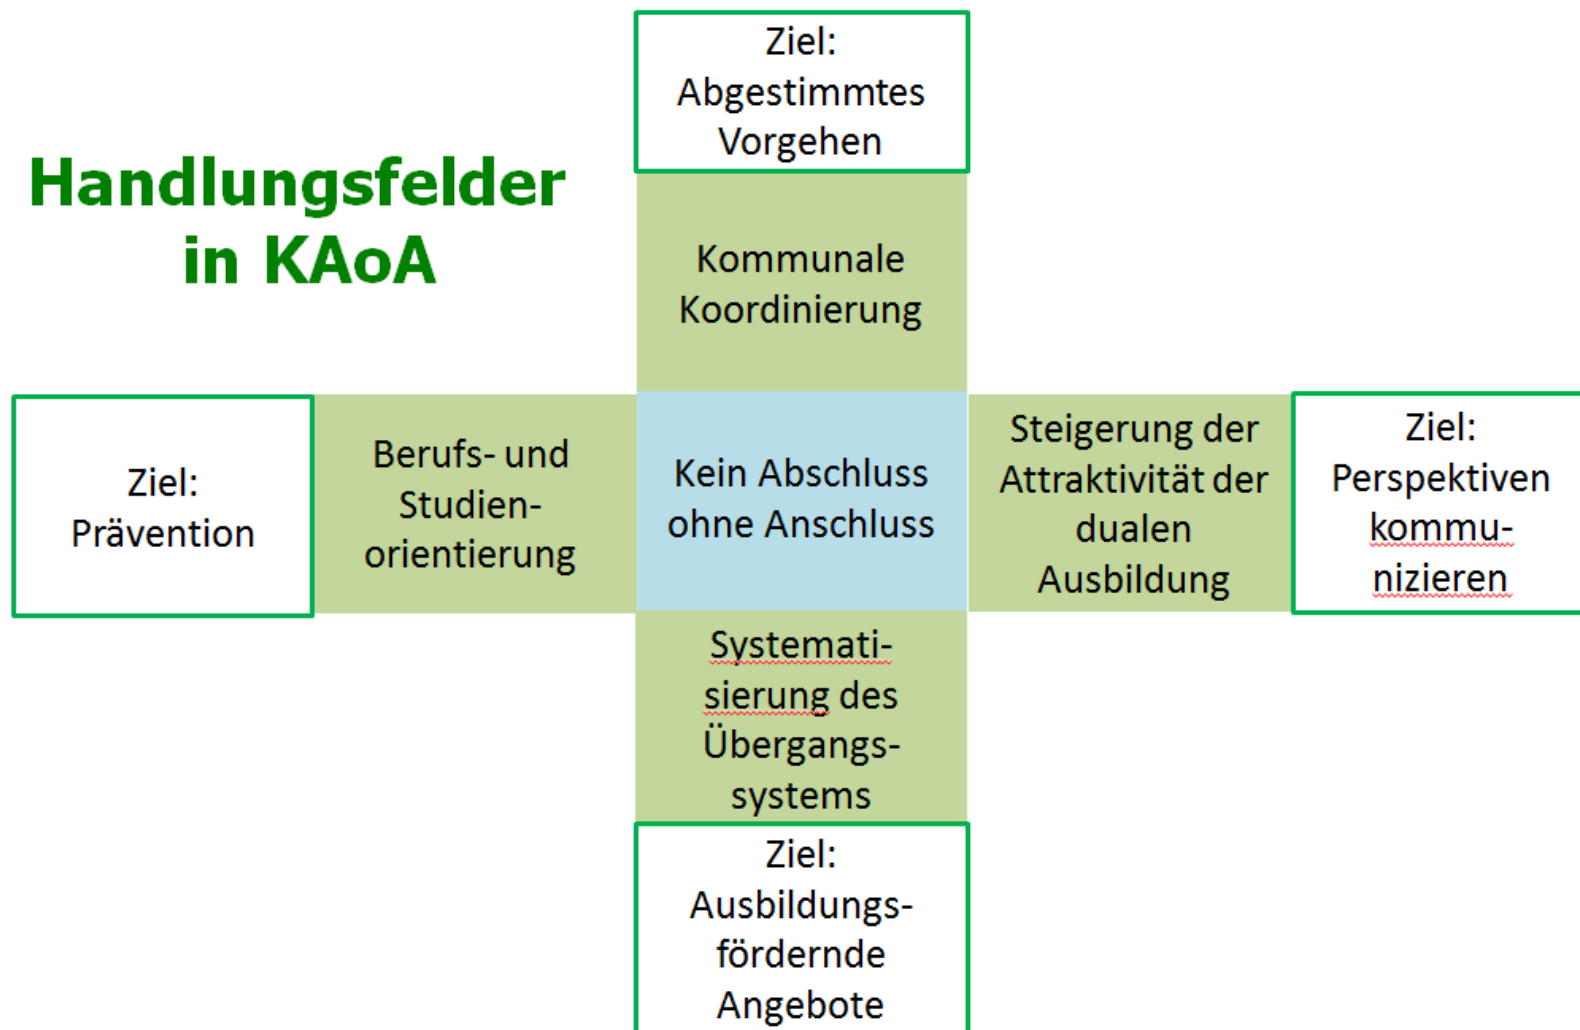 Handlungsfelder
in KAoA
Ziel:
Abgestimmtes
Vorgehen
Kommunale
Koordinierung
Ziel:
Prävention
Berufs- und
Studien-
orientierung
Kein Abschluss
ohne Anschluss
Steigerung der
Attraktivität der
dualen
Ausbildung
Ziel:
Perspektiven
kommu-
nizieren
Systemati-
sierung des
Übergangs-
systems
Ziel:
Ausbildungs-
fördernde
Angebote